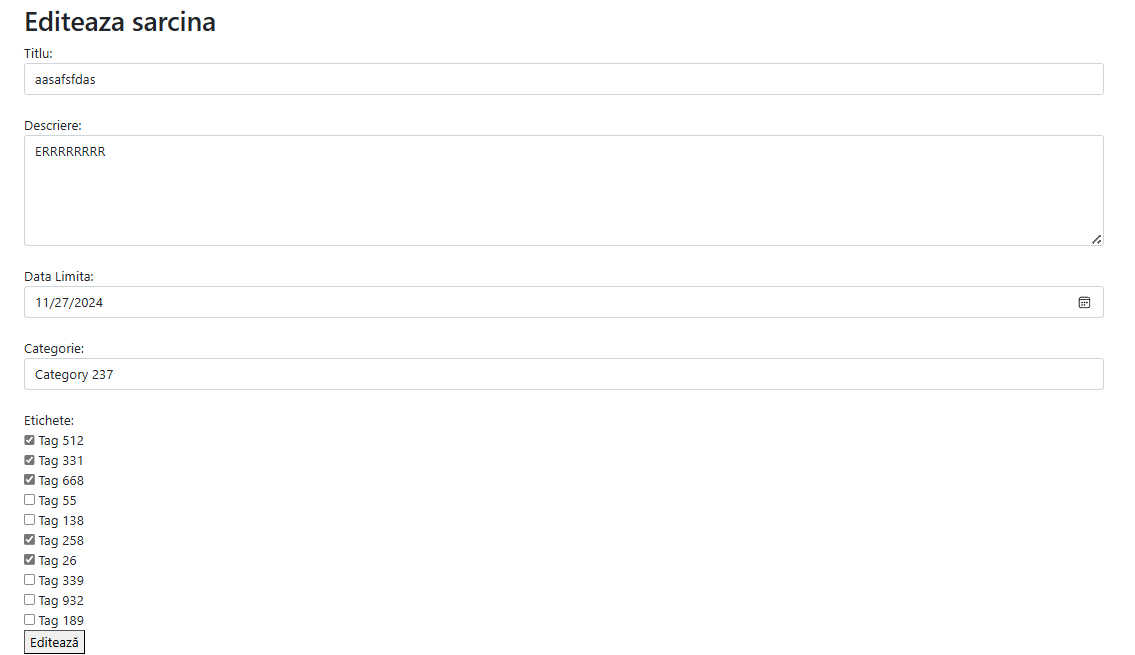 Editeaza sarcina
Titlu:
aasafsfdas
Descriere:
ERRRRRRRR
Data Limita:
11/27/2024
Categorie:
Category 237
Etichete:
Tag 512
Tag 331
Tag 668
Tag 55
Tag 138
Tag 258
Tag 26
Tag 339
Tag 932
Tag 189
Editează